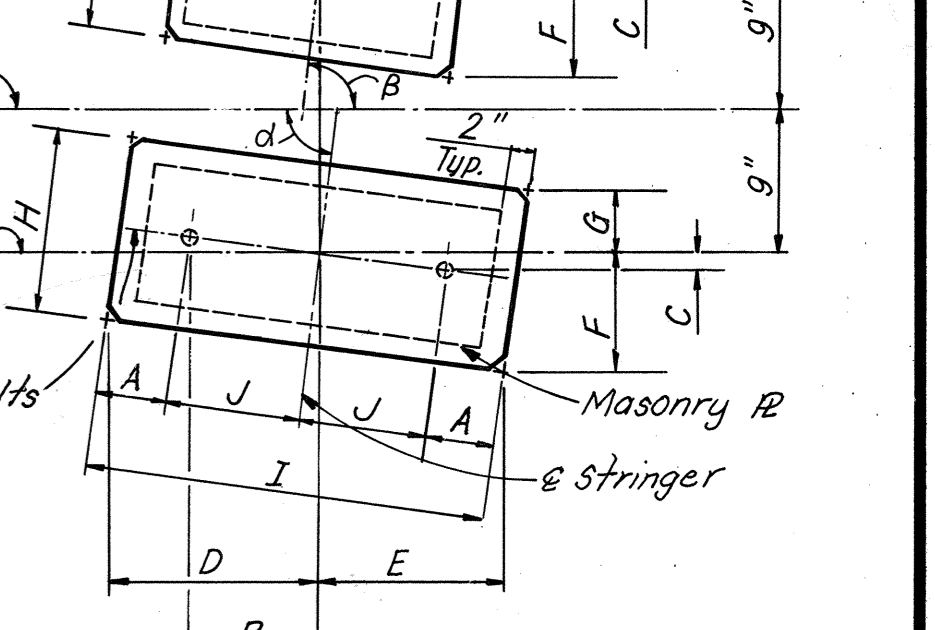 F
C
9"
β
α
2"
Typ.
9"
H
G
F
C
lts
A
J
J
A
Masonry ⅊
I
℄ Stringer
D
E